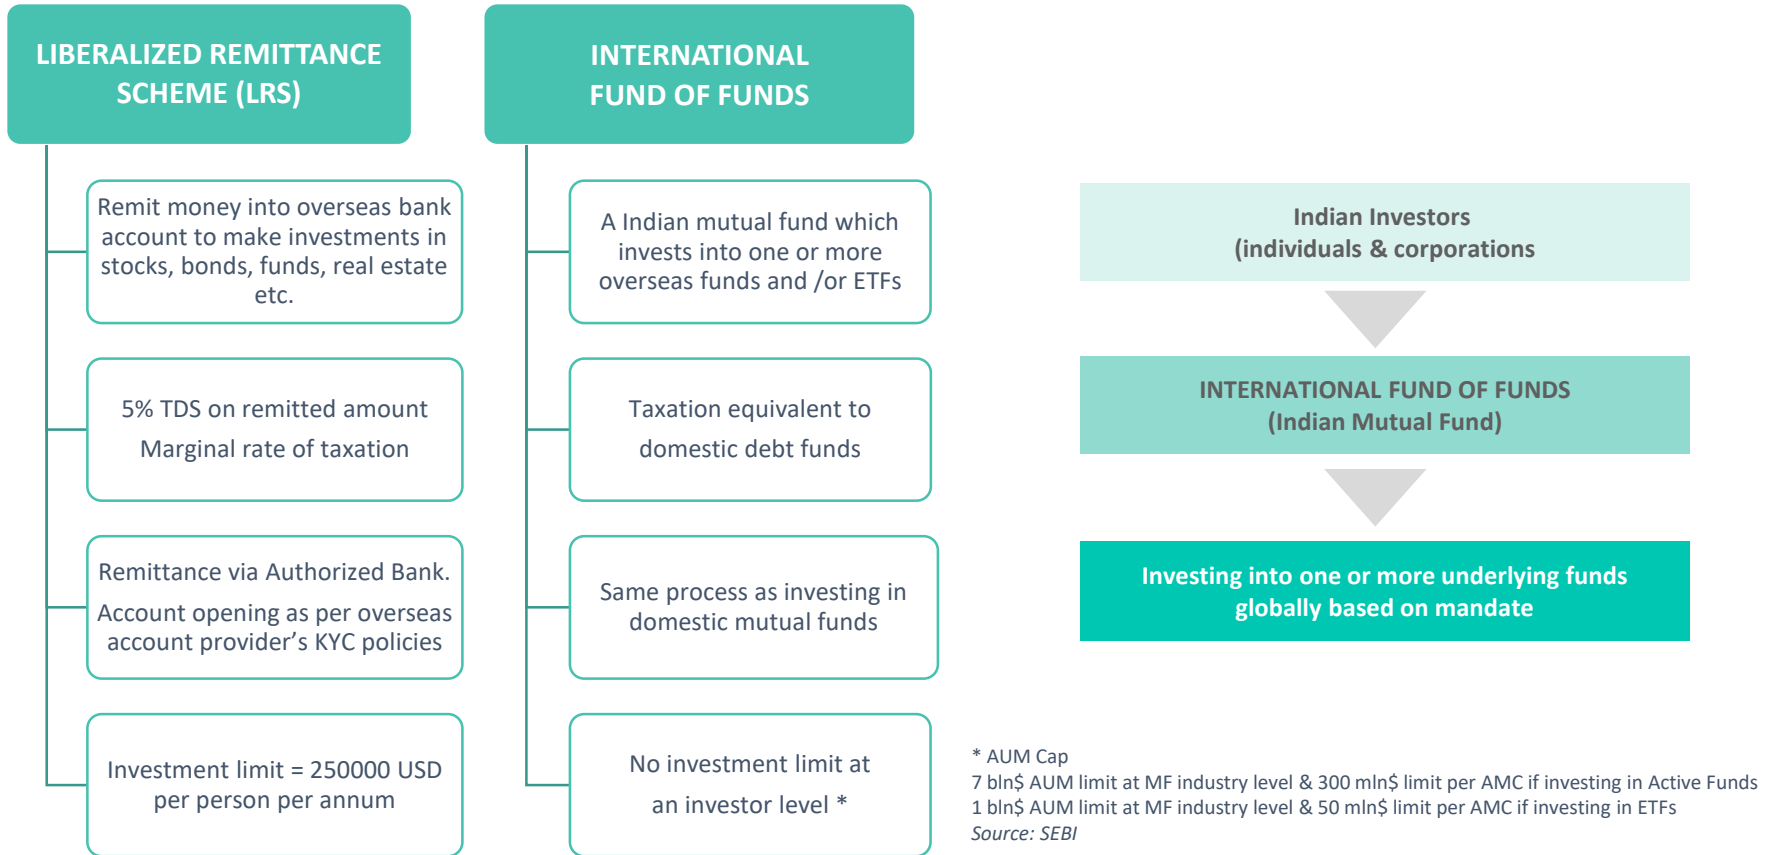 LIBERALIZED REMITTANCE
SCHEME (LRS)
Remit money into overseas bank
account to make investments in
stocks, bonds, funds, real estate
etc.
5% TDS on remitted amount
Marginal rate of taxation
Remittance via Authorized Bank.
Account opening as per overseas
account provider's KYC policies
Investment limit = 250000 USD
per person per annum
INTERNATIONAL
FUND OF FUNDS
A Indian mutual fund which
invests into one or more
overseas funds and /or ETFs
Taxation equivalent to
domestic debt funds
Same process as investing in
domestic mutual funds
No investment limit at
an investor level *
Indian Investors
(individuals & corporations
INTERNATIONAL FUND OF FUNDS
(Indian Mutual Fund)
Investing into one or more underlying funds
globally based on mandate
* AUM Cap
7 bln$ AUM limit at MF industry level & 300 mln$ limit per AMC if investing in Active Funds
1 bln$ AUM limit at MF industry level & 50 mln$ limit per AMC if investing in ETFs
Source: SEBI